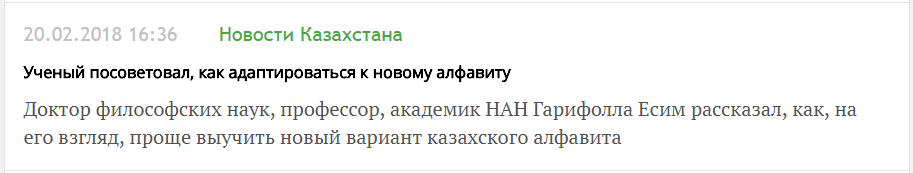 20.02.2018 16:36 Новости Казахстана
Ученый посоветовал, как адаптироваться к новому алфавиту
Доктор философских наук, профессор, академик НАН Гарифолла Есим рассказал, как, на
его взгляд, проще выучить новый вариант казахского алфавита